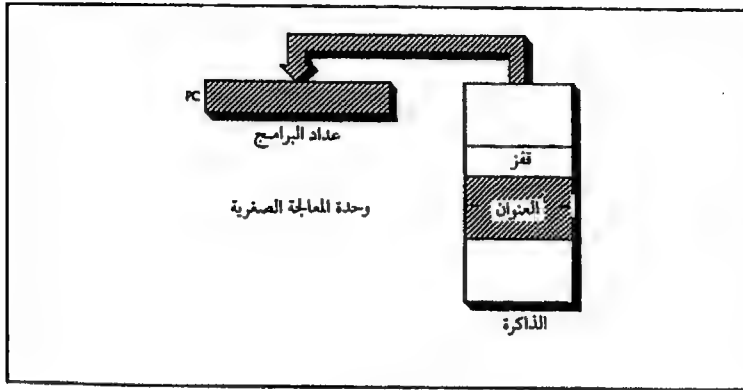 PC
عداد البرامج
قفز
العنوان
وحدة المعالجة الصغرية
الذاكرة